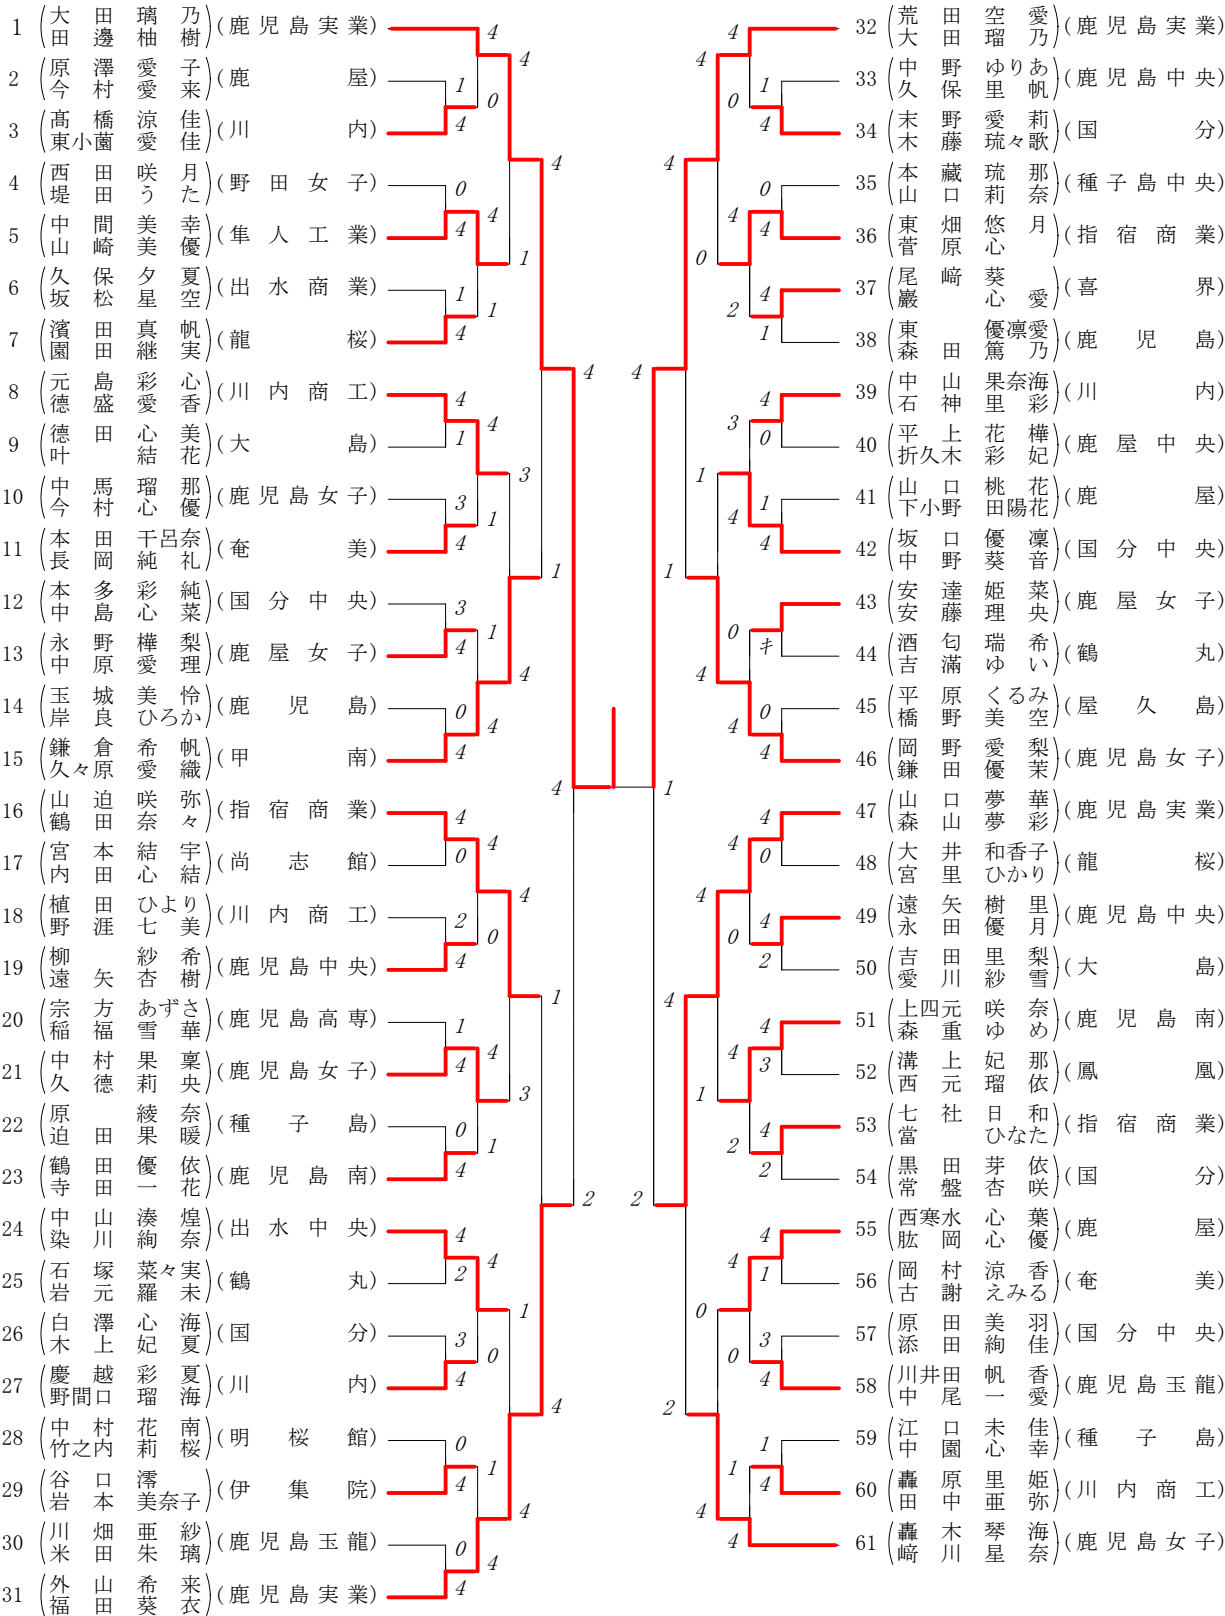 1 (大田璃乃 田邊柚樹)(鹿児島実業)
2 (原澤愛子 今村愛来)(鹿屋)
3 (髙橋涼佳 東小薗愛佳)(川内)
4 (西田咲月 堤田うた)(野田女子)
5 (中間美幸 山崎美優)(隼人工業)
6 (久保夕夏 坂松星空)(出水商業)
7 (濱田真帆 園田継実)(龍桜)
8 (元島彩心 德盛愛香)(川内商工)
9 (德田心美 叶結花)(大島)
10 (中馬瑠那 今村心優)(鹿児島女子)
11 (本田千呂奈 長岡純礼)(奄美)
12 (本多彩純 中島心菜)(国分中央)
13 (永野樺梨 中原愛理)(鹿屋女子)
14 (玉城美怜 岸良ひろか)(鹿児島)
15 (鎌倉希帆 久々原愛織)(甲南)
16 (山迫咲弥 鶴田奈々)(指宿商業)
17 (宮本結宇 内田心結)(尚志館)
18 (植田ひより 野涯七美)(川内商工)
19 (柳紗希 遠矢杏樹)(鹿児島中央)
20 (宗方あずさ 稲福雪華)(鹿児島高専)
21 (中村果稟 久德莉央)(鹿児島女子)
22 (原綾奈 迫田果暖)(種子島)
23 (鶴田優依 寺田一花)(鹿児島南)
24 (中山湊煌 染川絢奈)(出水中央)
25 (石塚菜々実 岩元羅未)(鶴丸)
26 (白澤心海 木上妃夏)(国分)
27 (慶越彩夏 野間口瑠海)(川内)
28 (中村花南 竹之内莉桜)(明桜館)
29 (谷口澪 岩本美奈子)(伊集院)
30 (川畑亜紗 米田朱璃)(鹿児島玉龍)
31 (外山希来 福田葵衣)(鹿児島実業)
32 (荒田空愛 大田瑠乃)(鹿児島実業)
33 (中野ゆりあ 久保里帆)(鹿児島中央)
34 (末野愛莉 木藤琉々歌)(国分)
35 (本藏琉那 山口莉奈)(種子島中央)
36 (東畑悠月 菅原心)(指宿商業)
37 (尾﨑葵 巖心愛)(喜界)
38 (東優凛愛 森田篤乃)(鹿児島)
39 (中山果奈海 石神里彩)(川内)
40 (平上花樺 折久木彩妃)(鹿屋中央)
41 (山口桃花 下小野田陽花)(鹿屋)
42 (坂口優凜 中野葵音)(国分中央)
43 (安達姫菜 安藤理央)(鹿屋女子)
44 (酒匂瑞希 吉満ゆい)(鶴丸)
45 (平原くるみ 橋野美空)(屋久島)
46 (岡野愛梨 鎌田優茉)(鹿児島女子)
47 (山口夢華 森山夢彩)(鹿児島実業)
48 (大井和香子 宮里ひかり)(龍桜)
49 (遠矢樹里 永田優月)(鹿児島中央)
50 (吉田里梨 愛川紗雪)(大島)
51 (上四元咲奈 森重ゆめ)(鹿児島南)
52 (溝上妃那 西元瑠依)(鳳凰)
53 (七社日和 當ひなた)(指宿商業)
54 (黒田芽依 常盤杏咲)(国分)
55 (西寒水心葉 肱岡心優)(鹿屋)
56 (岡村涼香 古謝えみる)(奄美)
57 (原田美羽 添田絢佳)(国分中央)
58 (川井田帆香 中尾一愛)(鹿児島玉龍)
59 (江口未佳 中園心幸)(種子島)
60 (轟原里姫 田中亜弥)(川内商工)
61 (轟木琴海 﨑川星奈)(鹿児島女子)